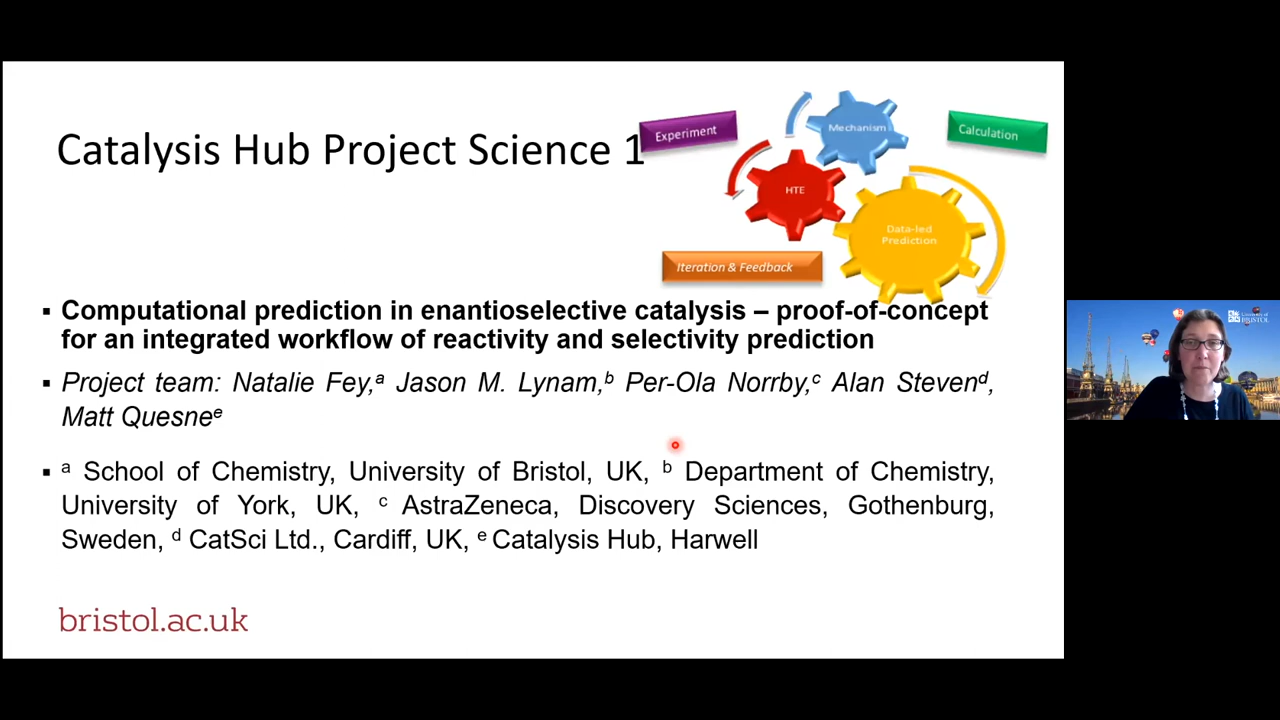 Catalysis Hub Project Science 1
Experiment
Mechanism
Calculation
HTE
Data-led
Prediction
Iteration & Feedback
▪ Computational prediction in enantioselective catalysis – proof-of-concept
for an integrated workflow of reactivity and selectivity prediction
▪ Project team: Natalie Fey,ᵃ Jason M. Lynam,ᵇ Per-Ola Norrby,ᶜ Alan Stevenᵈ,
Matt Quesneᵉ
▪ ᵃ School of Chemistry, University of Bristol, UK, ᵇ Department of Chemistry,
University of York, UK, ᶜ AstraZeneca, Discovery Sciences, Gothenburg,
Sweden, ᵈ CatSci Ltd., Cardiff, UK, ᵉ Catalysis Hub, Harwell
bristol.ac.uk
University of
BRISTOL